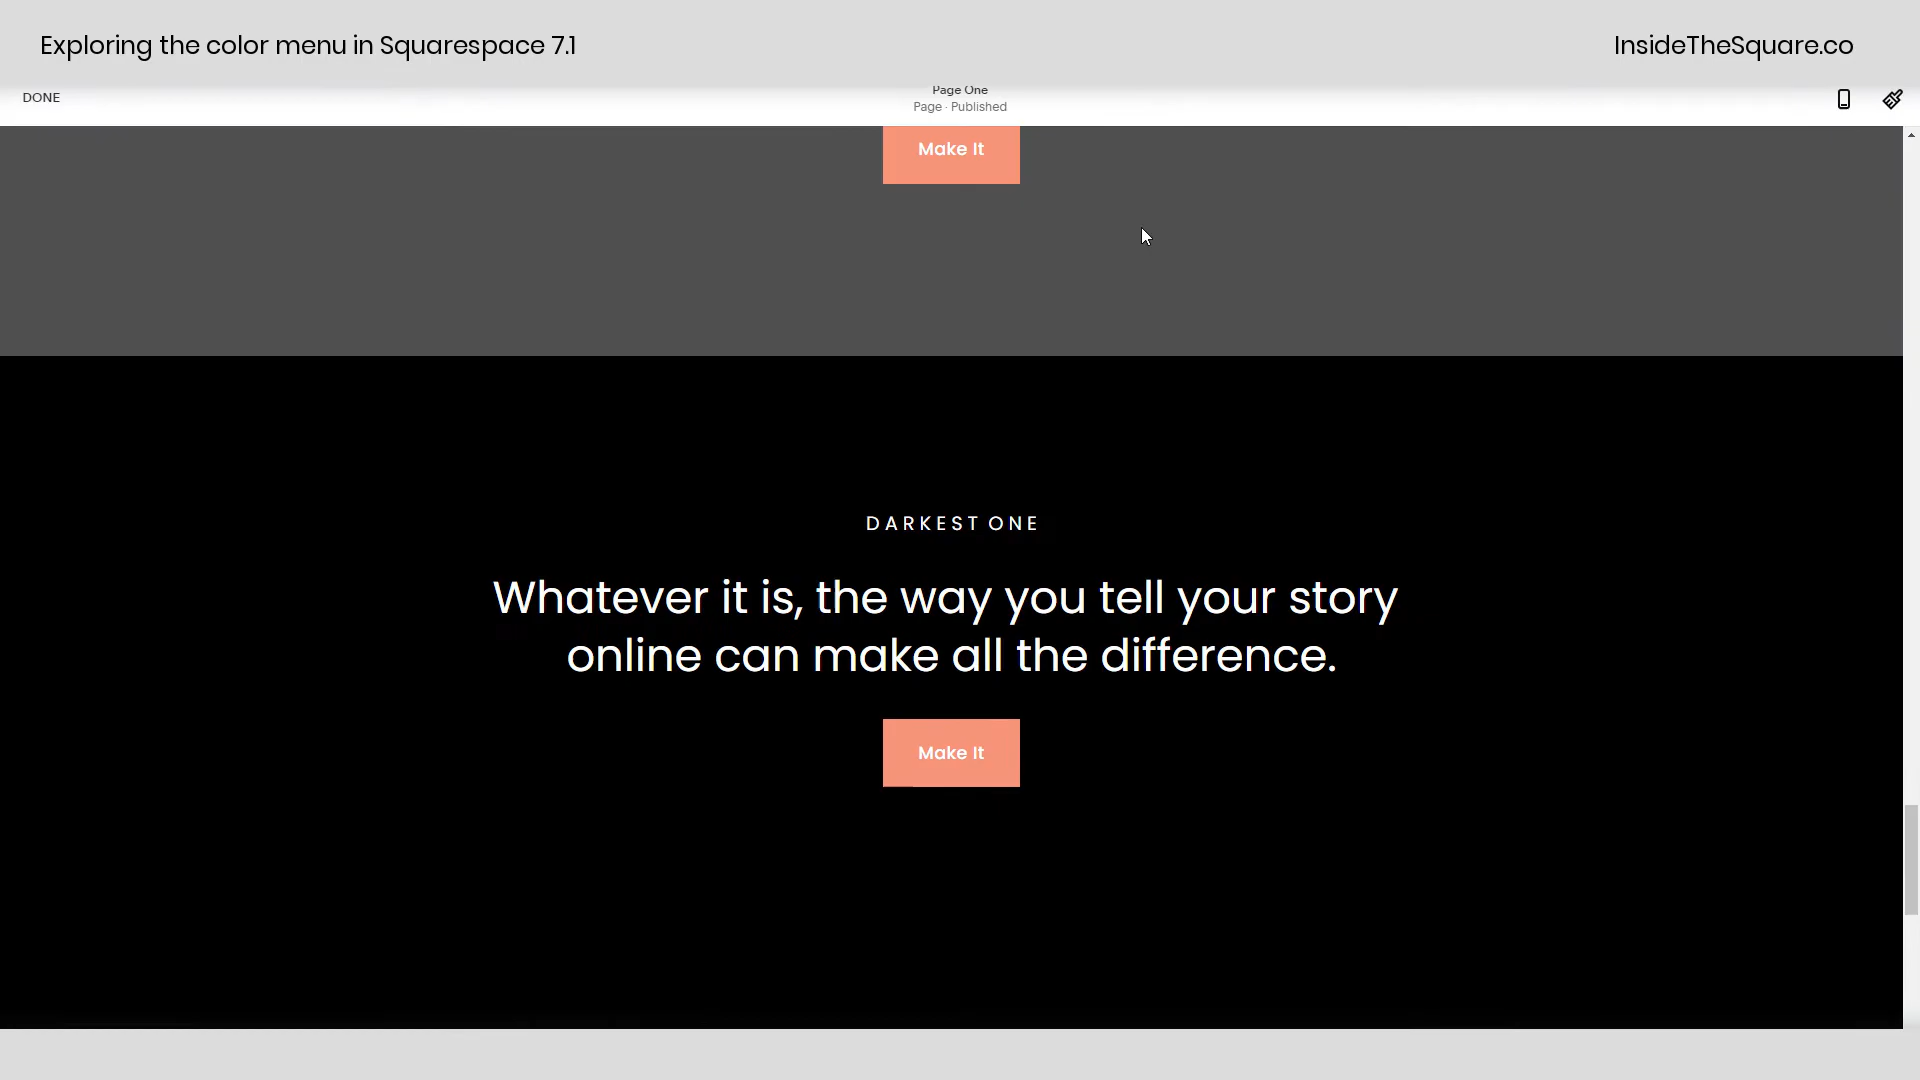 Exploring the color menu in Squarespace 7.1
InsideTheSquare.co
DONE
Page One
Page · Published
Make It
DARKEST ONE
Whatever it is, the way you tell your story
online can make all the difference.
Make It